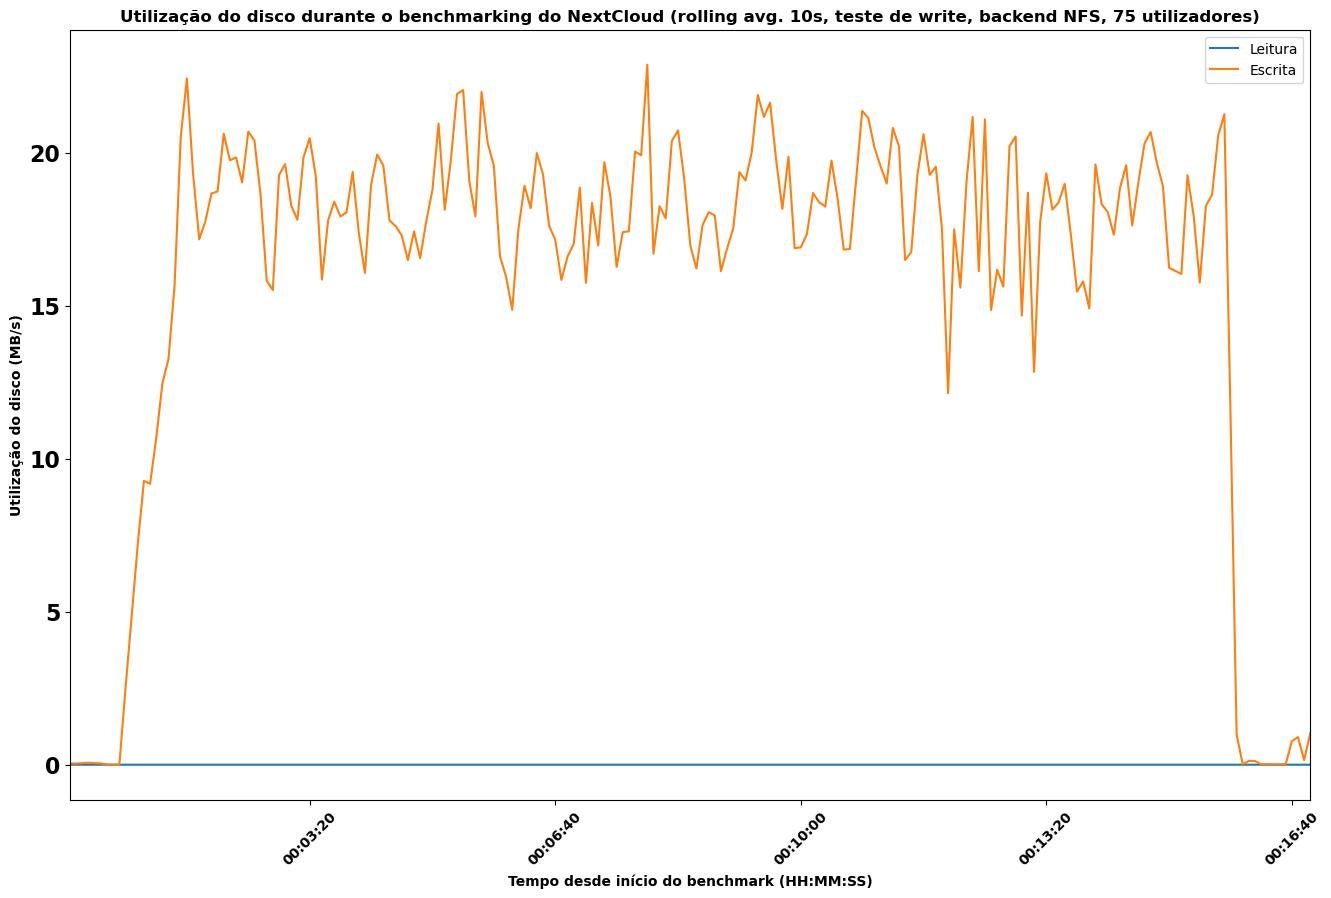 Utilização do disco durante o benchmarking do NextCloud (rolling avg. 10s, teste de write, backend NFS, 75 utilizadores)
Leitura
Escrita
20
15
10
5
0
Utilização do disco (MB/s)
00:03:20
00:06:40
00:10:00
00:13:20
00:16:40
Tempo desde início do benchmark (HH:MM:SS)